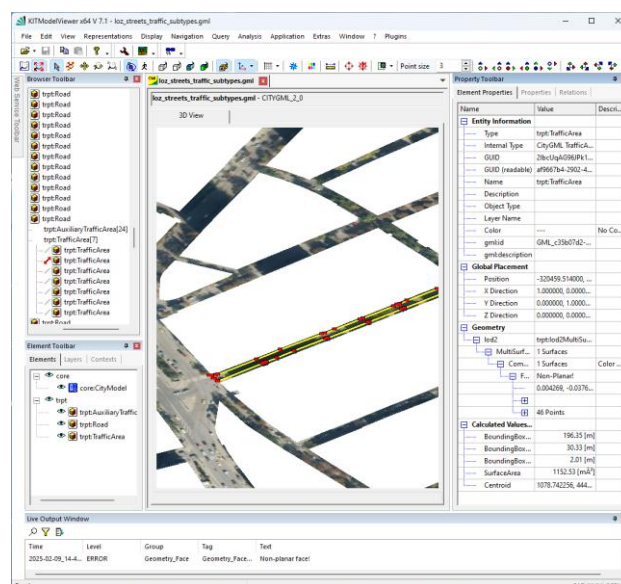 KITModelViewer x64 V 7.1 - loz_streets_traffic_subtypes.gml
File Edit View Representations Display Navigation Query Analysis Application Extras Window ? Plugins
Point size 3
Web Service Toolbar
Browser Toolbar
trpt:Road
trpt:Road
trpt:Road
trpt:Road
trpt:Road
trpt:Road
trpt:Road
trpt:Road
trpt:Road
trpt:AuxiliaryTrafficArea[24]
trpt:TrafficArea[7]
trpt:TrafficArea
trpt:TrafficArea
trpt:TrafficArea
trpt:TrafficArea
trpt:TrafficArea
trpt:TrafficArea
trpt:TrafficArea
trpt:Road
Element Toolbar
Elements Layers Contexts
core
core:CityModel
trpt
trpt:AuxiliaryTraffic
trpt:Road
trpt:TrafficArea
loz_streets_traffic_subtypes.gml
loz_streets_traffic_subtypes.gml - CITYGML_2_0
3D View
Property Toolbar
Element Properties Properties Relations
Name Value Descri...
Entity Information
Type trpt:TrafficArea
Internal Type CityGML TrafficA...
GUID
GUID (readable) af9667b4-2902-4...
Name trpt:TrafficArea
Description
Object Type
Layer Name
Color --- No Co...
gml:id GML_c35b07d2-...
gml:description
Global Placement
Position -320459.514000, ...
X Direction 1.000000, 0.0000...
Y Direction 0.000000, 1.0000...
Z Direction 0.000000, 0.0000...
Geometry
lod2 trpt:lod2MultiSu...
MultiSurf... 1 Surfaces
Com... 1 Surfaces Color ...
F... Non-Planar!
0.004269, -0.0376...
46 Points
Calculated Values...
BoundingBox... 196.35 [m]
BoundingBox... 30.33 [m]
BoundingBox... 2.01 [m]
SurfaceArea 1152.53 [mÂ²]
Centroid 1078.742256, 444...
Live Output Window
Time Level Group Tag Text
2025-02-09_14-4... ERROR Geometry_Face Geometry_Face... Non-planar face!